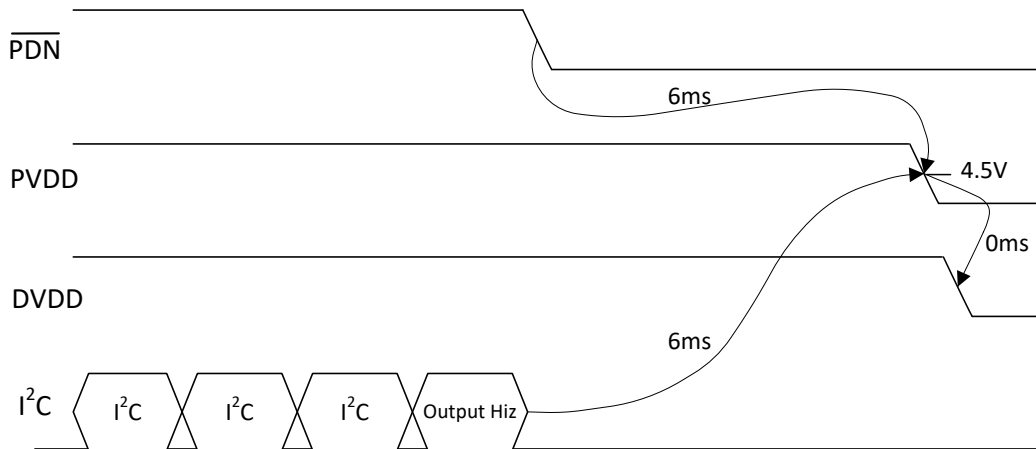 PDN
6ms
PVDD
4.5V
0ms
DVDD
6ms
I²C
I²C
I²C
I²C
Output Hiz